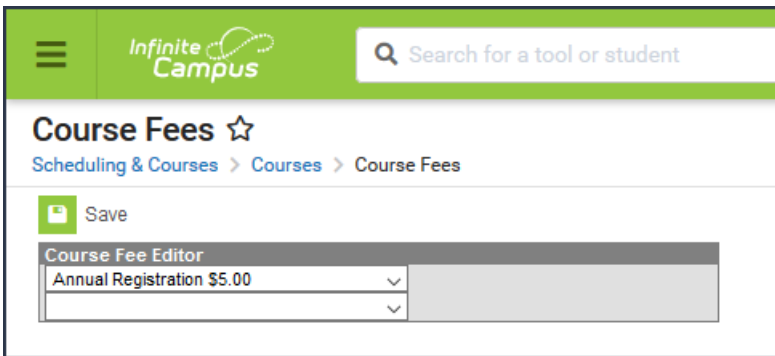 Infinite
Campus
Search for a tool or student
Course Fees
Scheduling & Courses > Courses > Course Fees
Save
Course Fee Editor
Annual Registration $5.00